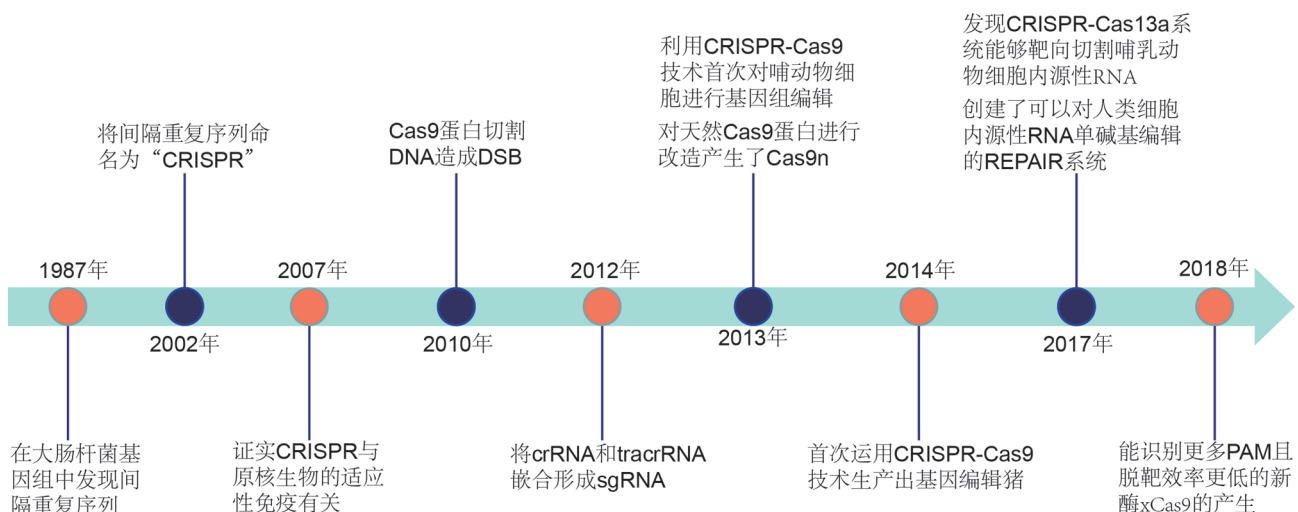 1987年
在大肠杆菌基
因组中发现间
隔重复序列
将间隔重复序列命
名为“CRISPR”
2002年
2007年
证实CRISPR与
原核生物的适应
性免疫有关
Cas9蛋白切割
DNA造成DSB
2010年
2012年
将crRNA和tracrRNA
嵌合形成sgRNA
利用CRISPR-Cas9
技术首次对哺动物细
胞进行基因组编辑
对天然Cas9蛋白进行
改造产生了Cas9n
2013年
2014年
首次运用CRISPR-Cas9
技术生产出基因编辑猪
发现CRISPR-Cas13a系
统能够靶向切割哺乳动
物细胞内源性RNA
创建了可以对人类细胞
内源性RNA单碱基编辑
的REPAIR系统
2017年
2018年
能识别更多PAM且
脱靶效率更低的新
酶xCas9的产生